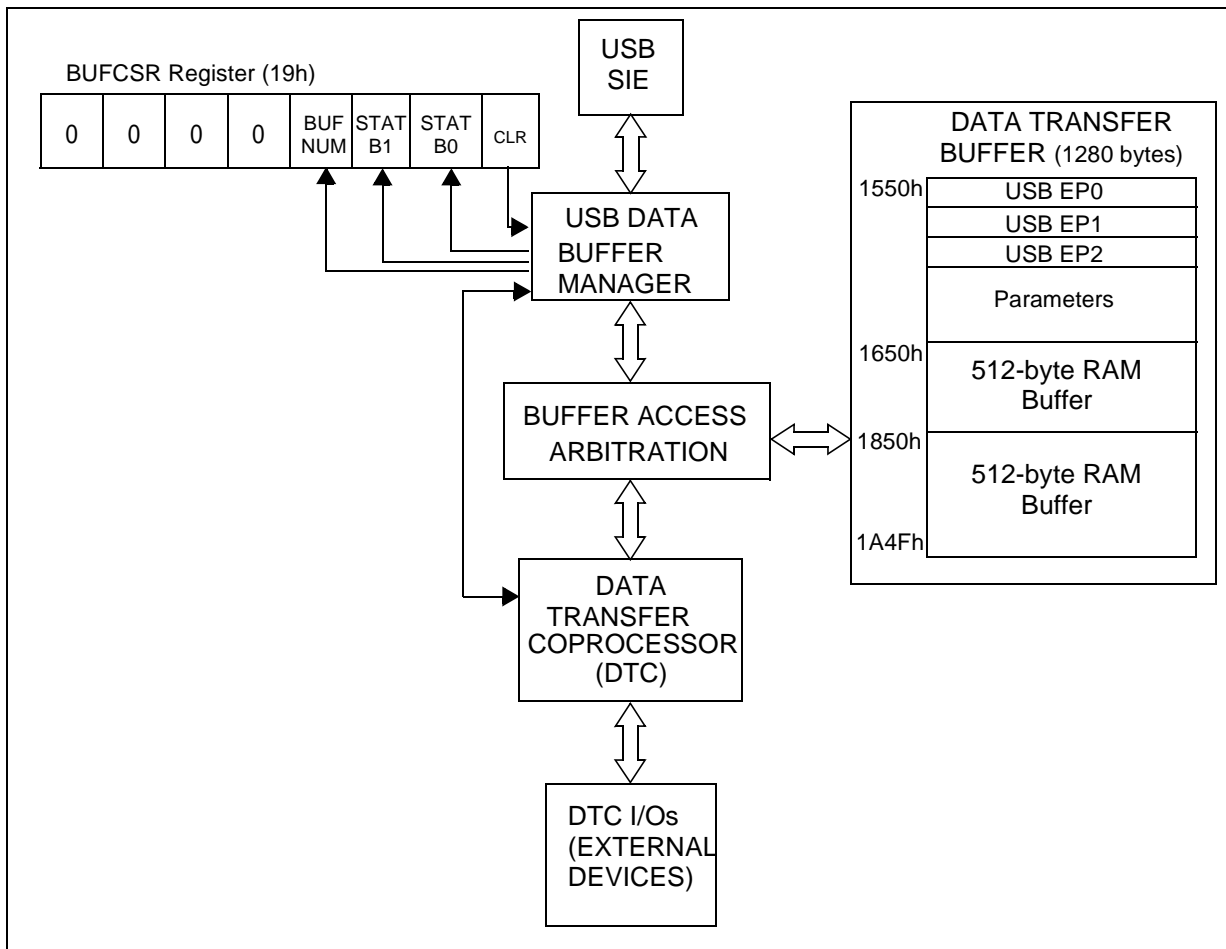 USB
SIE
BUFCSR Register (19h)
0 0 0 0 BUF NUM STAT B1 STAT B0 CLR
USB DATA
BUFFER
MANAGER
BUFFER ACCESS
ARBITRATION
DATA
TRANSFER
COPROCESSOR
(DTC)
DTC I/Os
(EXTERNAL
DEVICES)
DATA TRANSFER
BUFFER (1280 bytes)
1550h
USB EP0
USB EP1
USB EP2
Parameters
1650h
512-byte RAM
Buffer
1850h
512-byte RAM
Buffer
1A4Fh